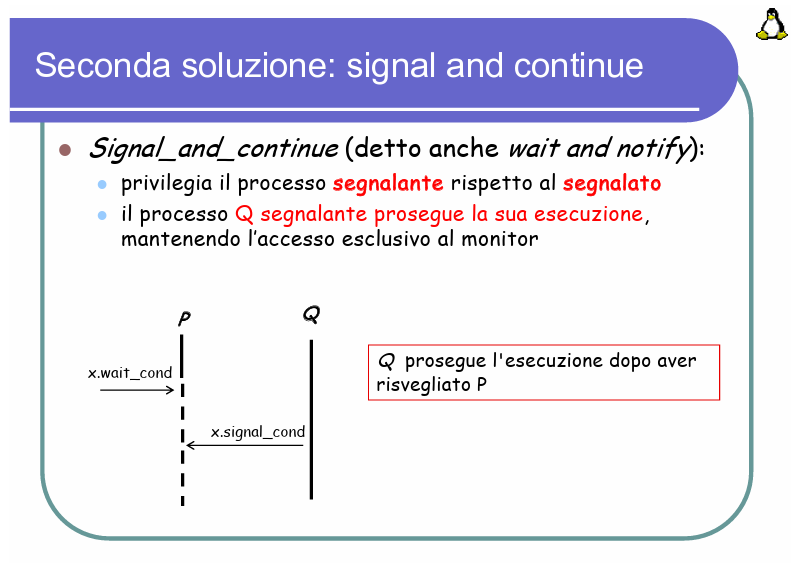 Seconda soluzione: signal and continue
Signal_and_continue (detto anche wait and notify):
privilegia il processo segnalante rispetto al segnalato
il processo Q segnalante prosegue la sua esecuzione,
mantenendo l'accesso esclusivo al monitor
P
Q
x.wait_cond
x.signal_cond
Q prosegue l'esecuzione dopo aver
risvegliato P